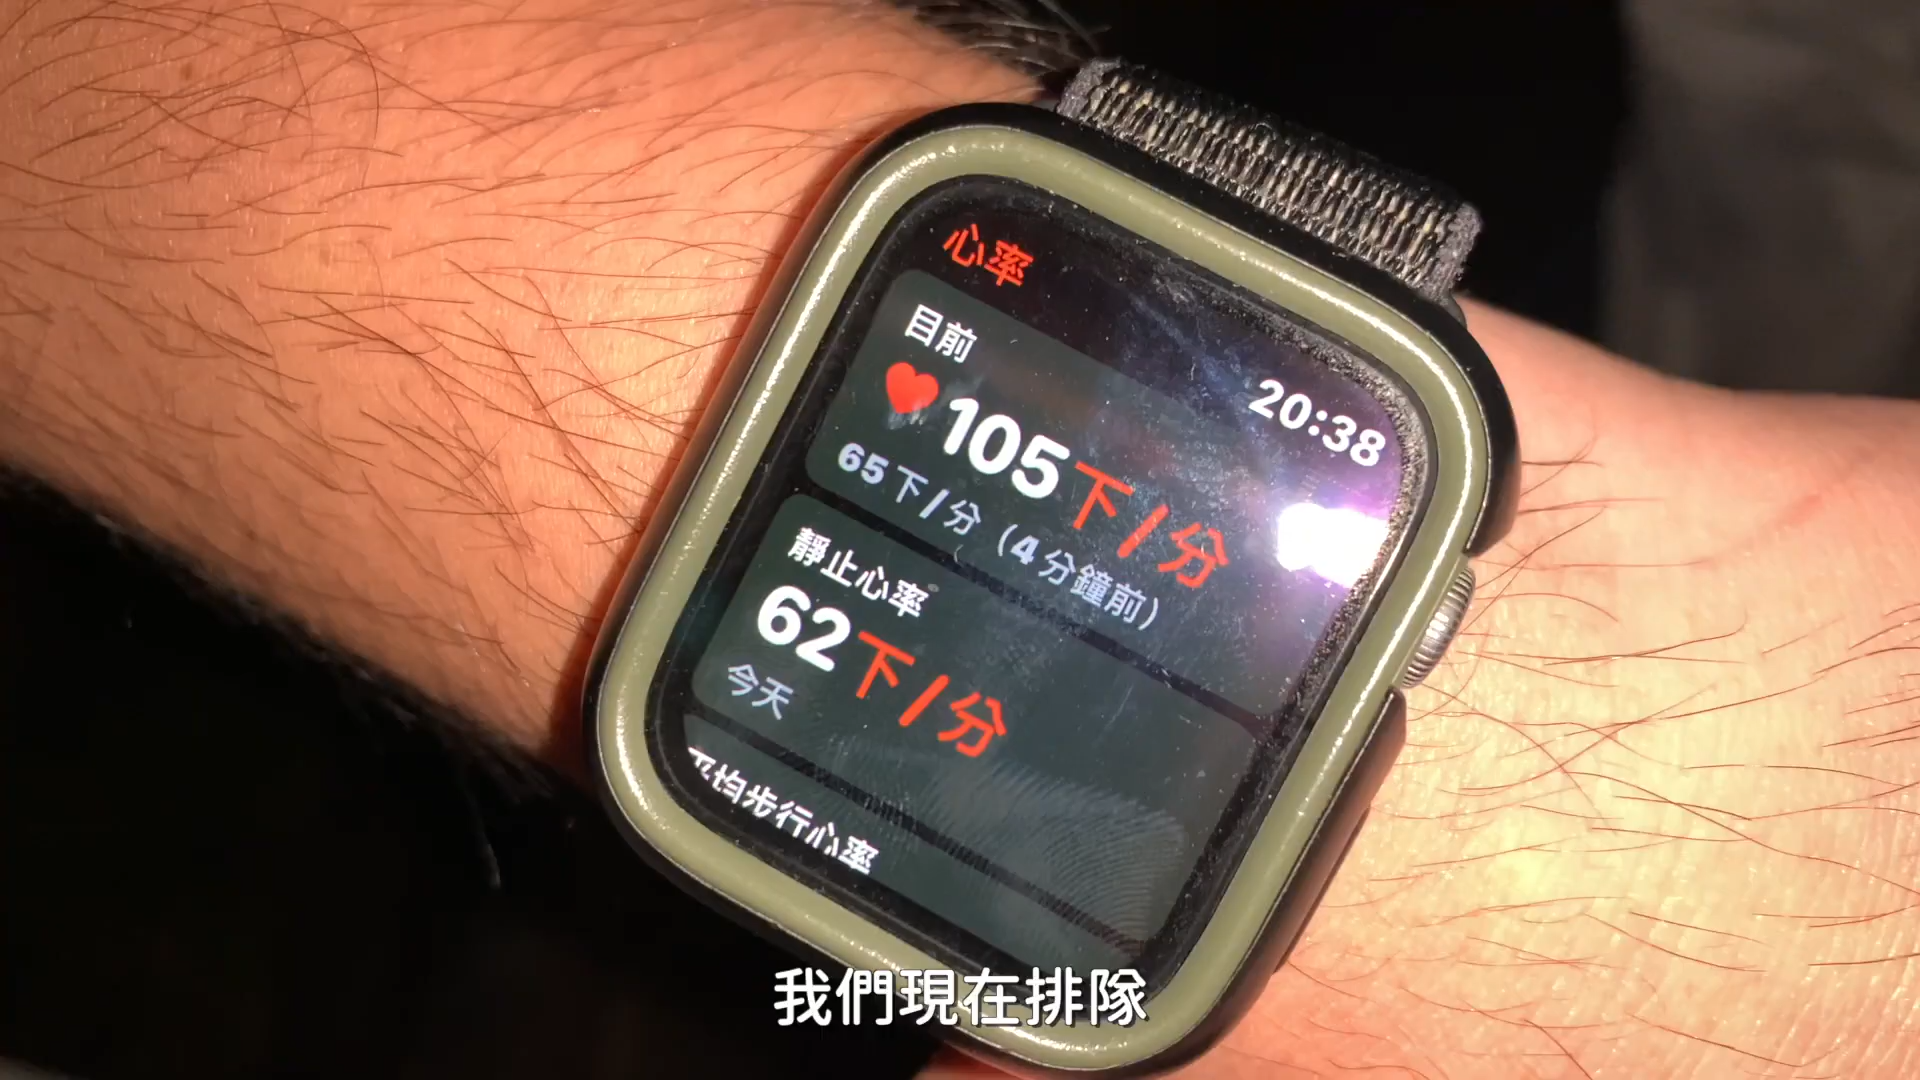 心率
20:38
目前
105下/分
65下/分（4分鐘前）
靜止心率
62下/分
今天
平均步行心率
我們現在排隊